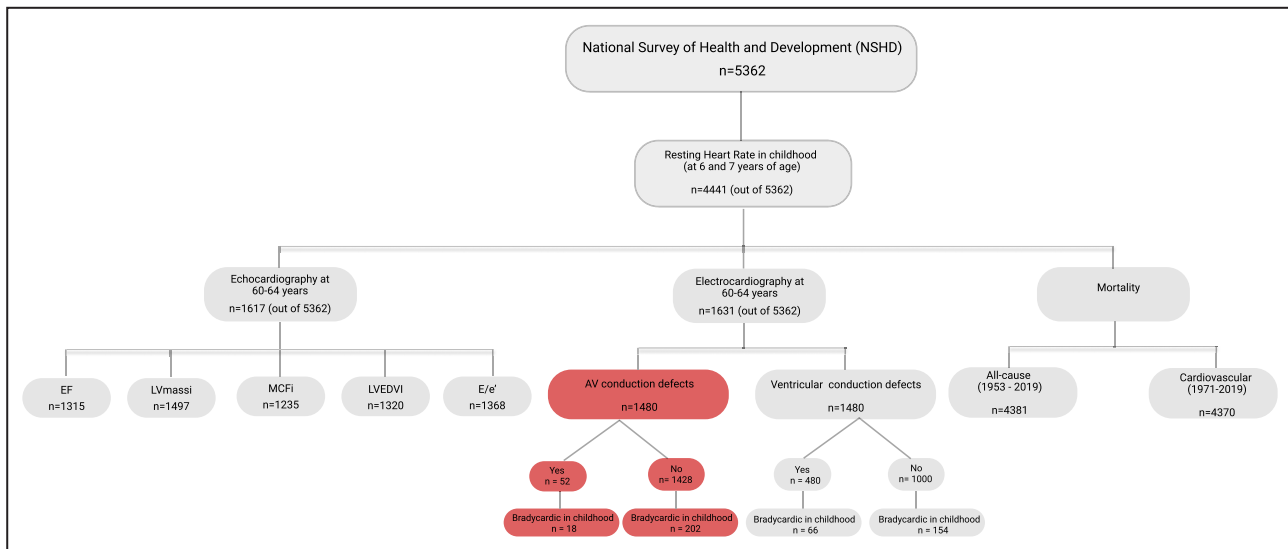 National Survey of Health and Development (NSHD)
n=5362
Resting Heart Rate in childhood
(at 6 and 7 years of age)
n=4441 (out of 5362)
Echocardiography at
60-64 years
n=1617 (out of 5362)
Electrocardiography at
60-64 years
n=1631 (out of 5362)
Mortality
EF
n=1315
LVmassi
n=1497
MCFi
n=1235
LVEDVI
n=1320
E/e'
n=1368
AV conduction defects
n=1480
Ventricular conduction defects
n=1480
All-cause
(1953 - 2019)
n=4381
Cardiovascular
(1971-2019)
n=4370
Yes
n = 52
No
n= 1428
Yes
n = 480
No
n= 1000
Bradycardic in childhood
n = 18
Bradycardic in childhood
n = 202
Bradycardic in childhood
n = 66
Bradycardic in childhood
n = 154